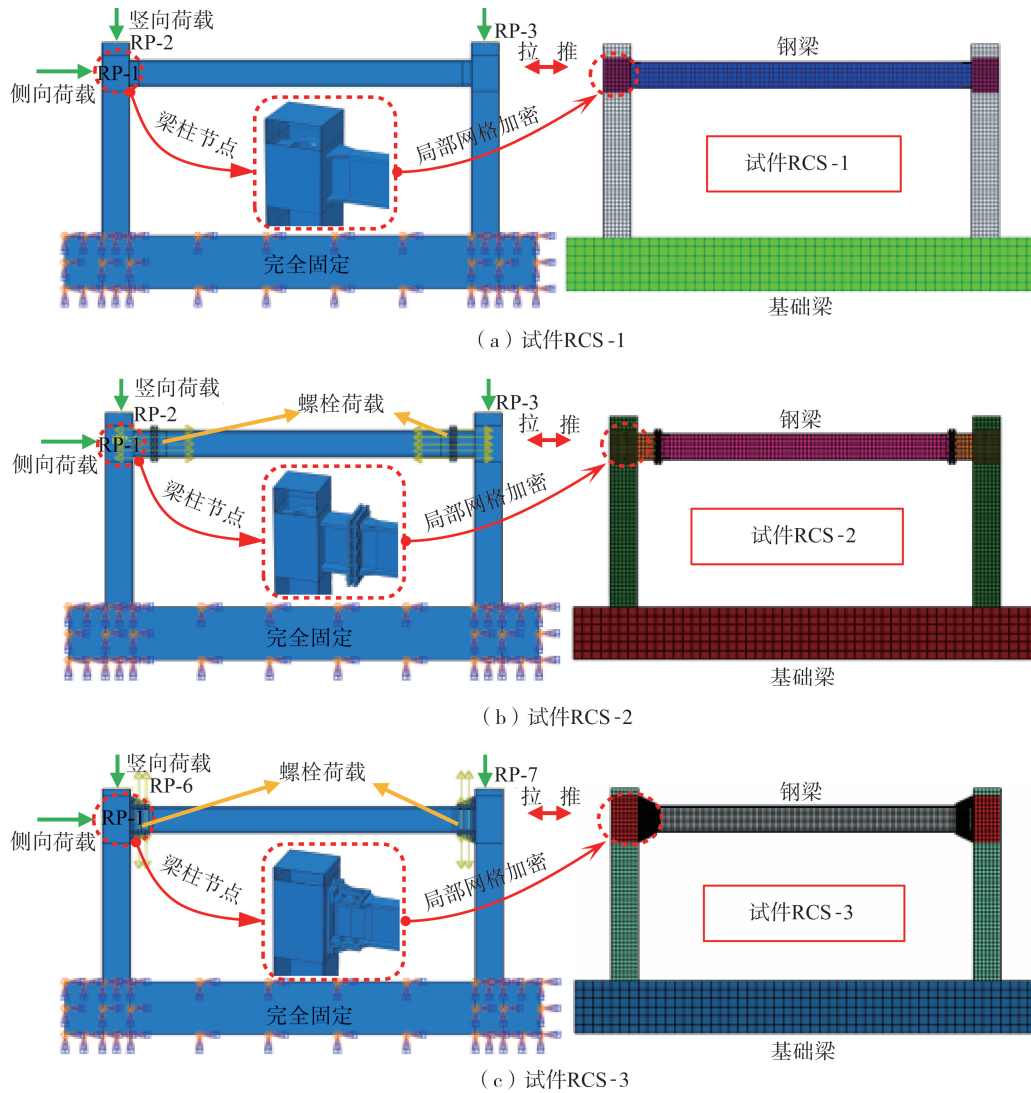 竖向荷载
RP-2
RP-3
RP-1
侧向荷载
梁柱节点
局部网格加密
完全固定
拉 推
钢梁
试件RCS-1
基础梁
（a）试件RCS-1
竖向荷载
RP-2
螺栓荷载
RP-3
RP-1
侧向荷载
梁柱节点
局部网格加密
完全固定
拉 推
钢梁
试件RCS-2
基础梁
（b）试件RCS-2
竖向荷载
RP-6
螺栓荷载
RP-7
RP-1
侧向荷载
梁柱节点
局部网格加密
完全固定
拉 推
钢梁
试件RCS-3
基础梁
（c）试件RCS-3